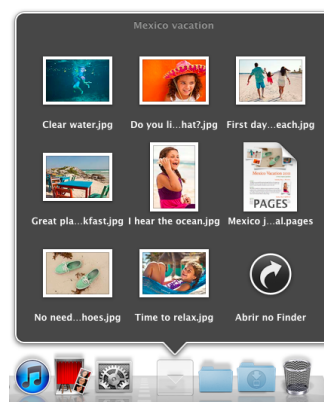 Mexico vacation
Clear water.jpg
Do you li...hat?.jpg
First day...each.jpg
Great pla...kfast.jpg
I hear the ocean.jpg
Mexico j...al.pages
PAGES
No need...hoes.jpg
Time to relax.jpg
Abrir no Finder